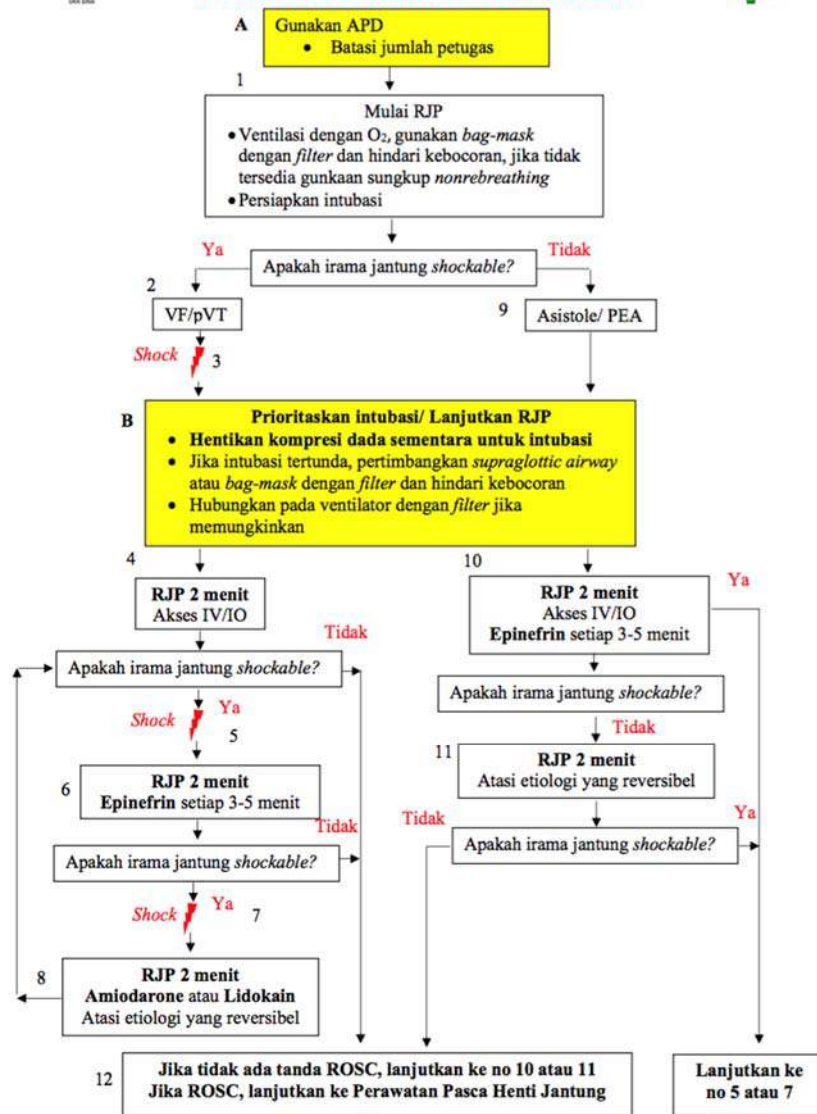 A
Gunakan APD
• Batasi jumlah petugas
1
Mulai RJP
• Ventilasi dengan O₂, gunakan bag-mask
dengan filter dan hindari kebocoran, jika tidak
tersedia gunkaan sungkup nonrebreathing
• Persiapkan intubasi
Ya
Apakah irama jantung shockable?
Tidak
2
VF/pVT
9
Asistole/ PEA
Shock
3
B
Prioritaskan intubasi/ Lanjutkan RJP
• Hentikan kompresi dada sementara untuk intubasi
• Jika intubasi tertunda, pertimbangkan supraglottic airway
atau bag-mask dengan filter dan hindari kebocoran
• Hubungkan pada ventilator dengan filter jika
memungkinkan
4
RJP 2 menit
Akses IV/IO
Tidak
Apakah irama jantung shockable?
Shock
Ya
5
6
RJP 2 menit
Epinefrin setiap 3-5 menit
Tidak
Apakah irama jantung shockable?
Shock
Ya
7
8
RJP 2 menit
Amiodarone atau Lidokain
Atasi etiologi yang reversibel
10
RJP 2 menit
Akses IV/IO
Epinefrin setiap 3-5 menit
Ya
Apakah irama jantung shockable?
Tidak
11
RJP 2 menit
Atasi etiologi yang reversibel
Tidak
Ya
Apakah irama jantung shockable?
12
Jika tidak ada tanda ROSC, lanjutkan ke no 10 atau 11
Jika ROSC, lanjutkan ke Perawatan Pasca Henti Jantung
Lanjutkan ke
no 5 atau 7